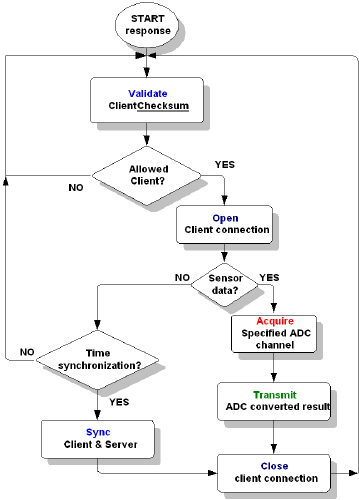 START
response
Validate
ClientChecksum
Allowed
Client?
YES
NO
Open
Client connection
NO
Sensor
data?
YES
Acquire
Specified ADC
channel
Time
synchronization?
NO
YES
Transmit
ADC converted result
Sync
Client & Server
Close
client connection